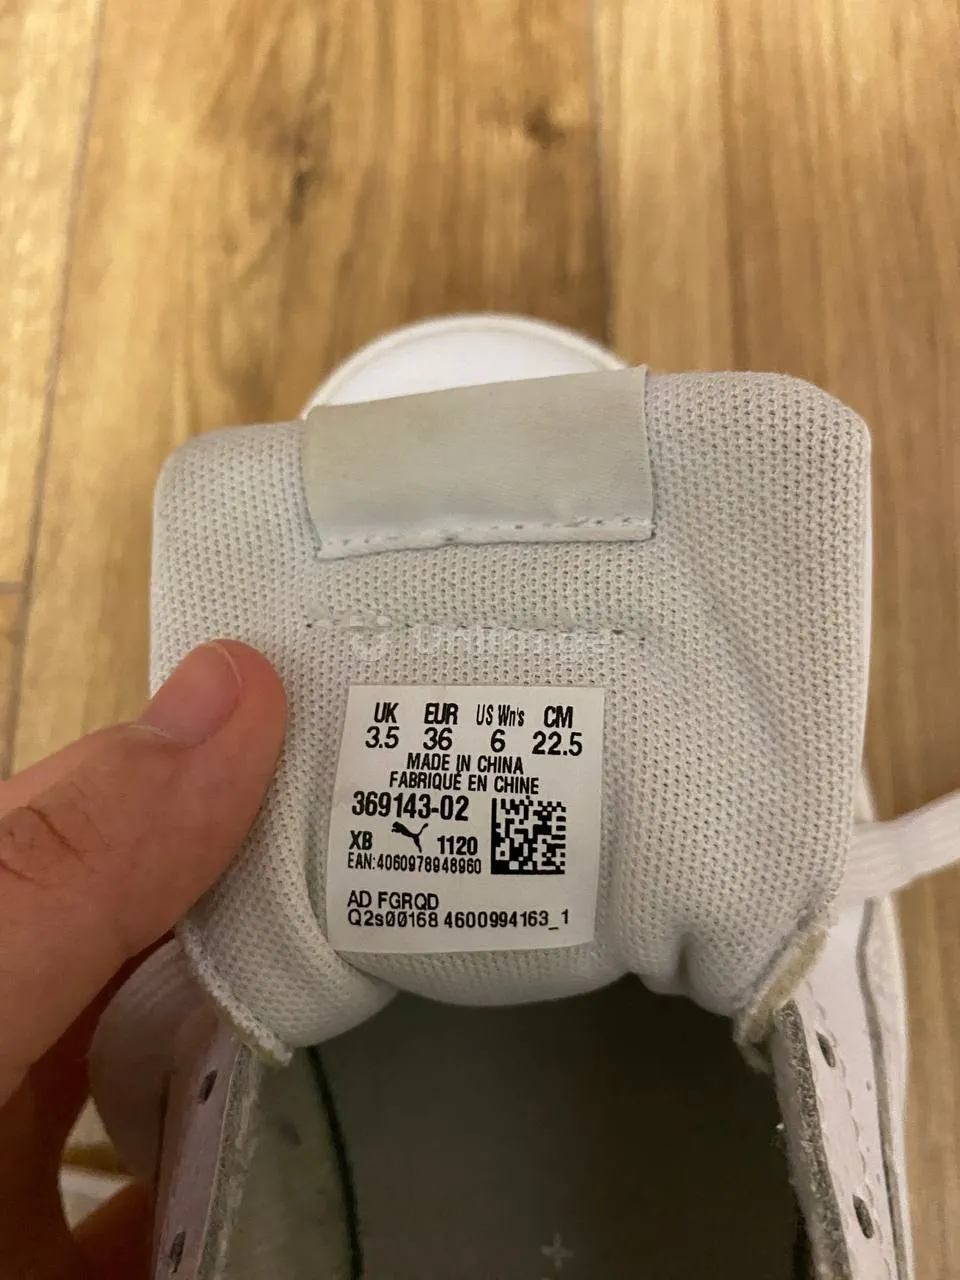 UK EUR US Wn's CM
3.5 36 6 22.5
MADE IN CHINA
FABRIQUÉ EN CHINE
369143-02
XB 1120
EAN:4060978948960
AD FGRQD
Q2s00168 4600994163_1